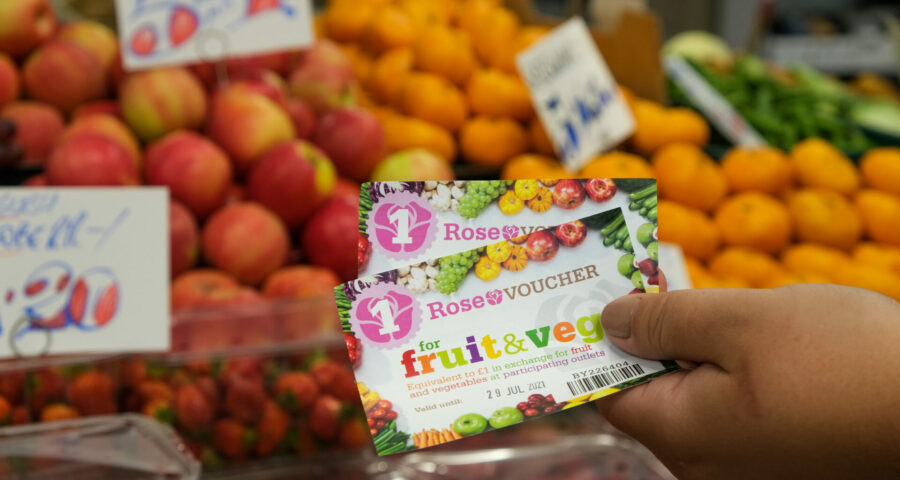 1
Rose vo
1
Rose VOUCHER
for
fruit&veg
Equivalent to £1 in exchange for fruit
and vegetables at participating outlets
Valid until:
29 JUL 2021
BY226404